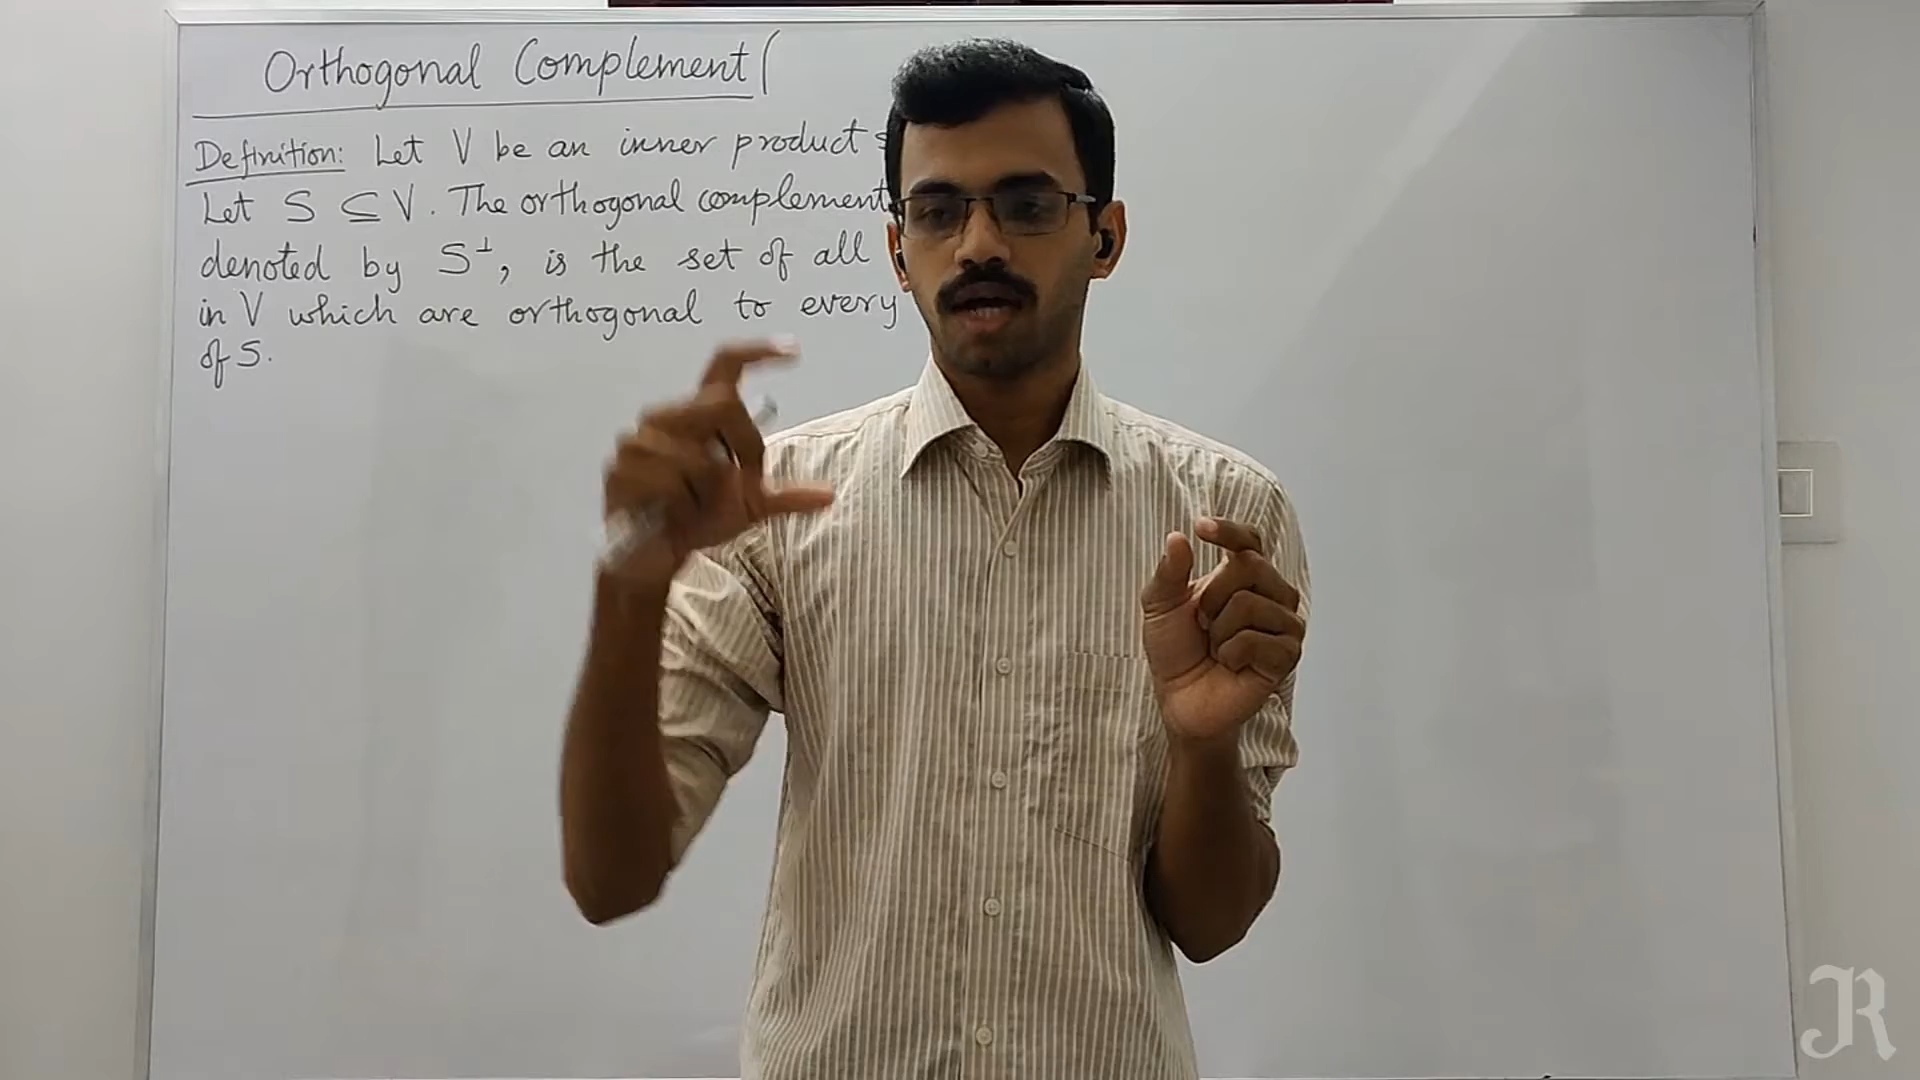 Orthogonal Complement (
Definition: Let V be an inner product s
Let S ⊆ V. The orthogonal complement
denoted by S⊥, is the set of all
in V which are orthogonal to every
of S.
JR